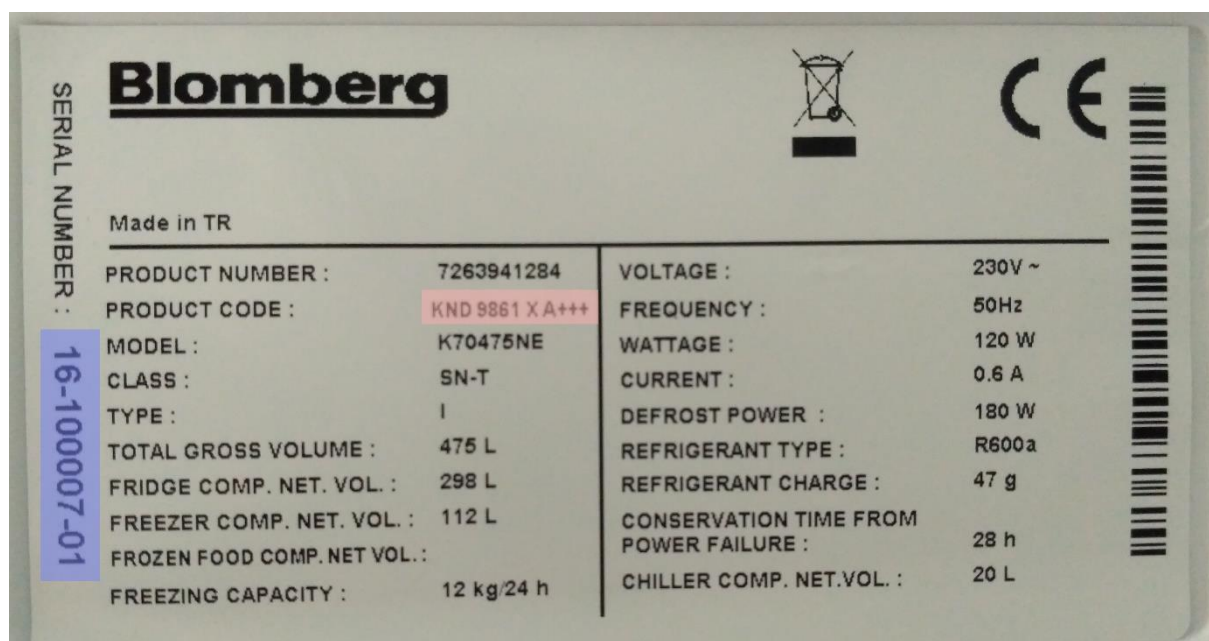 Blomberg
CE
Made in TR
SERIAL NUMBER : 16-100007-01
PRODUCT NUMBER : 7263941284
PRODUCT CODE : KND 9861 X A+++
MODEL : K70475NE
CLASS : SN-T
TYPE : I
TOTAL GROSS VOLUME : 475 L
FRIDGE COMP. NET. VOL. : 298 L
FREEZER COMP. NET. VOL. : 112 L
FROZEN FOOD COMP. NET VOL. :
FREEZING CAPACITY : 12 kg/24 h
VOLTAGE : 230V ~
FREQUENCY : 50Hz
WATTAGE : 120 W
CURRENT : 0.6 A
DEFROST POWER : 180 W
REFRIGERANT TYPE : R600a
REFRIGERANT CHARGE : 47 g
CONSERVATION TIME FROM
POWER FAILURE : 28 h
CHILLER COMP. NET.VOL. : 20 L